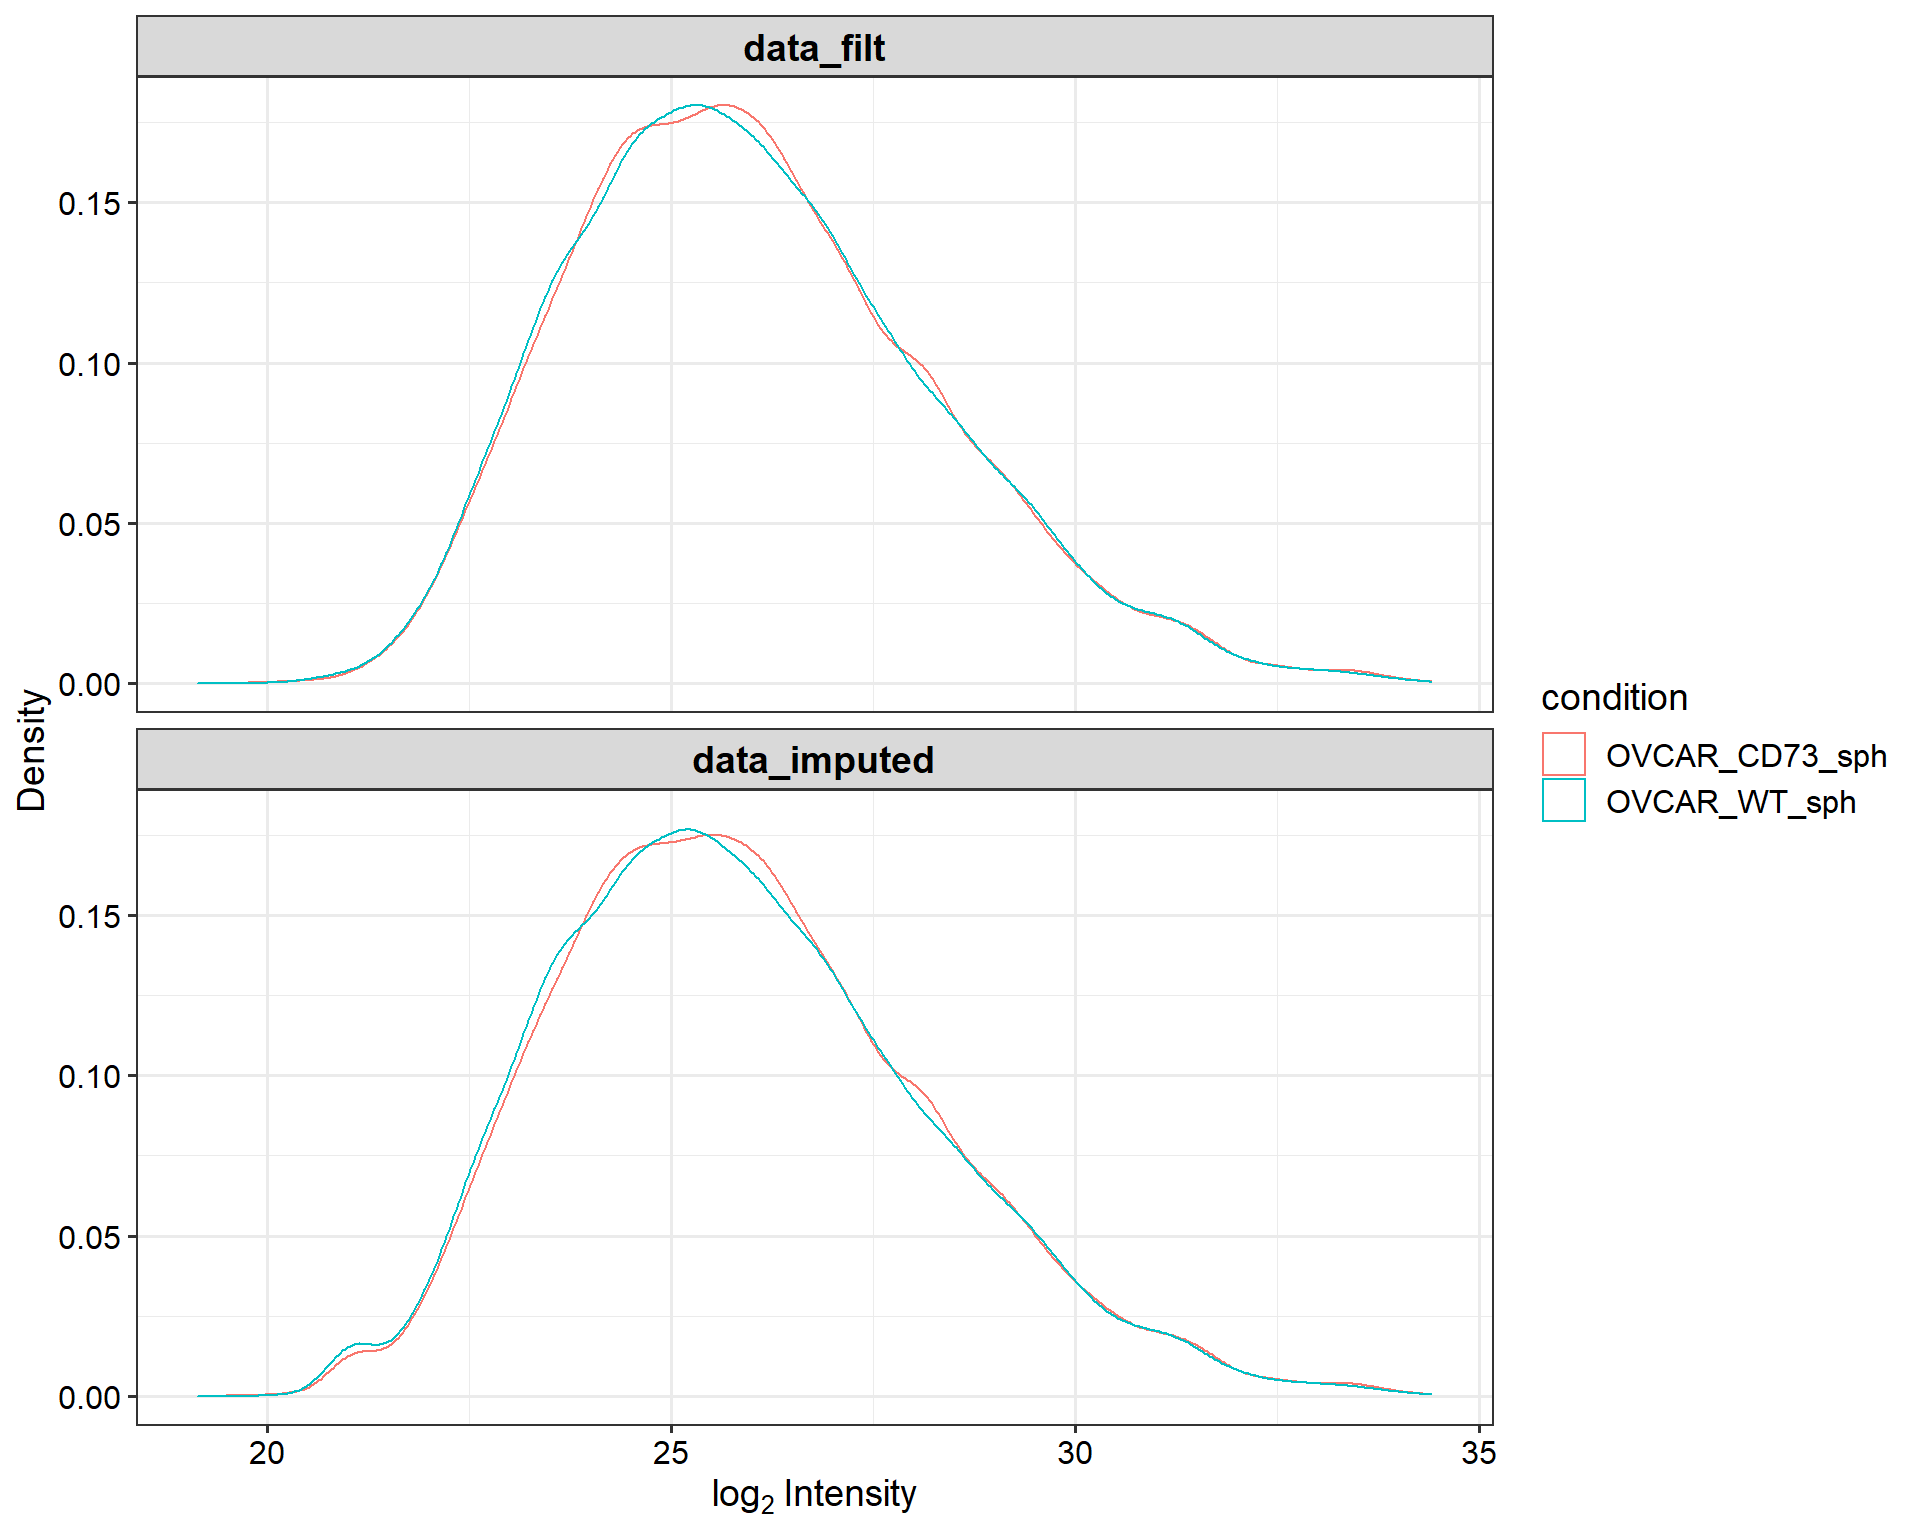 data_filt
0.15
0.10
0.05
0.00
data_imputed
0.15
0.10
0.05
0.00
20 25 30 35
log₂ Intensity
Density
condition
OVCAR_CD73_sph
OVCAR_WT_sph